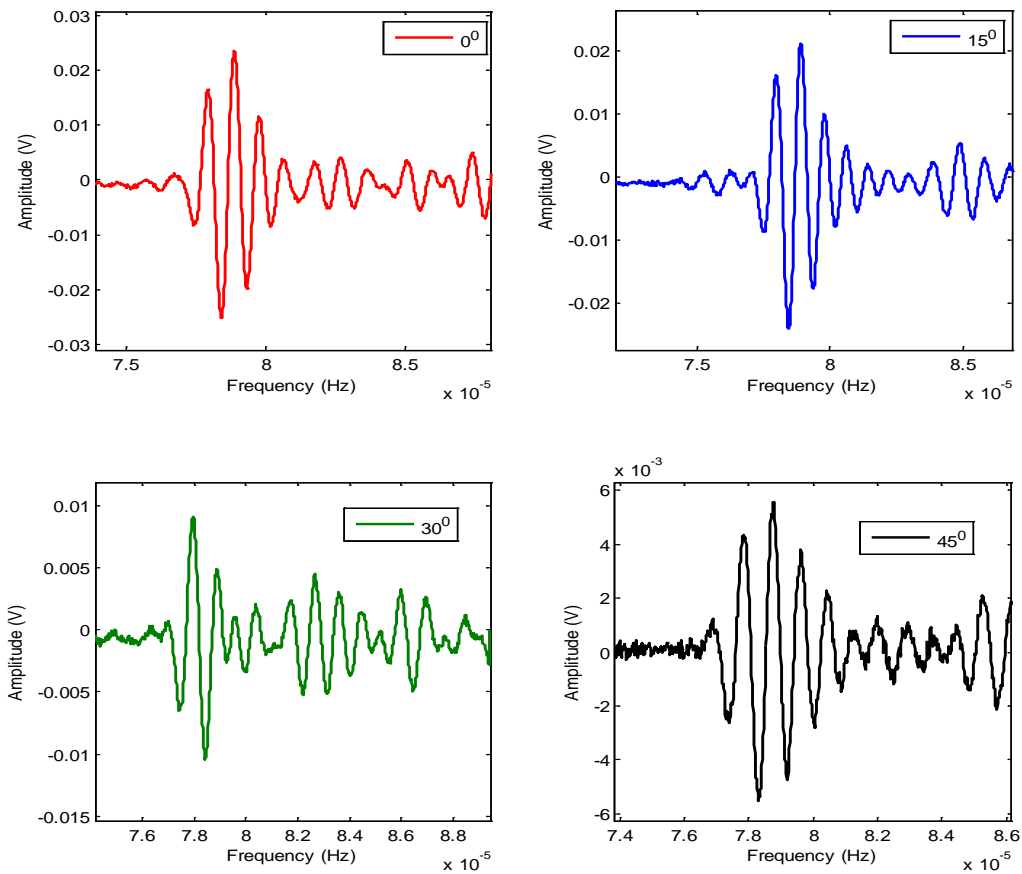 0.03
0.02
0.01
0
-0.01
-0.02
-0.03
Amplitude (V)
0⁰
7.5 8 8.5
Frequency (Hz)
x 10⁻⁵
0.02
0.01
0
-0.01
-0.02
Amplitude (V)
15⁰
7.5 8 8.5
Frequency (Hz)
x 10⁻⁵
0.01
0.005
0
-0.005
-0.01
-0.015
Amplitude (V)
30⁰
7.6 7.8 8 8.2 8.4 8.6 8.8
Frequency (Hz)
x 10⁻⁵
x 10⁻³
6
4
2
0
-2
-4
-6
Amplitude (V)
45⁰
7.4 7.6 7.8 8 8.2 8.4 8.6
Frequency (Hz)
x 10⁻⁵